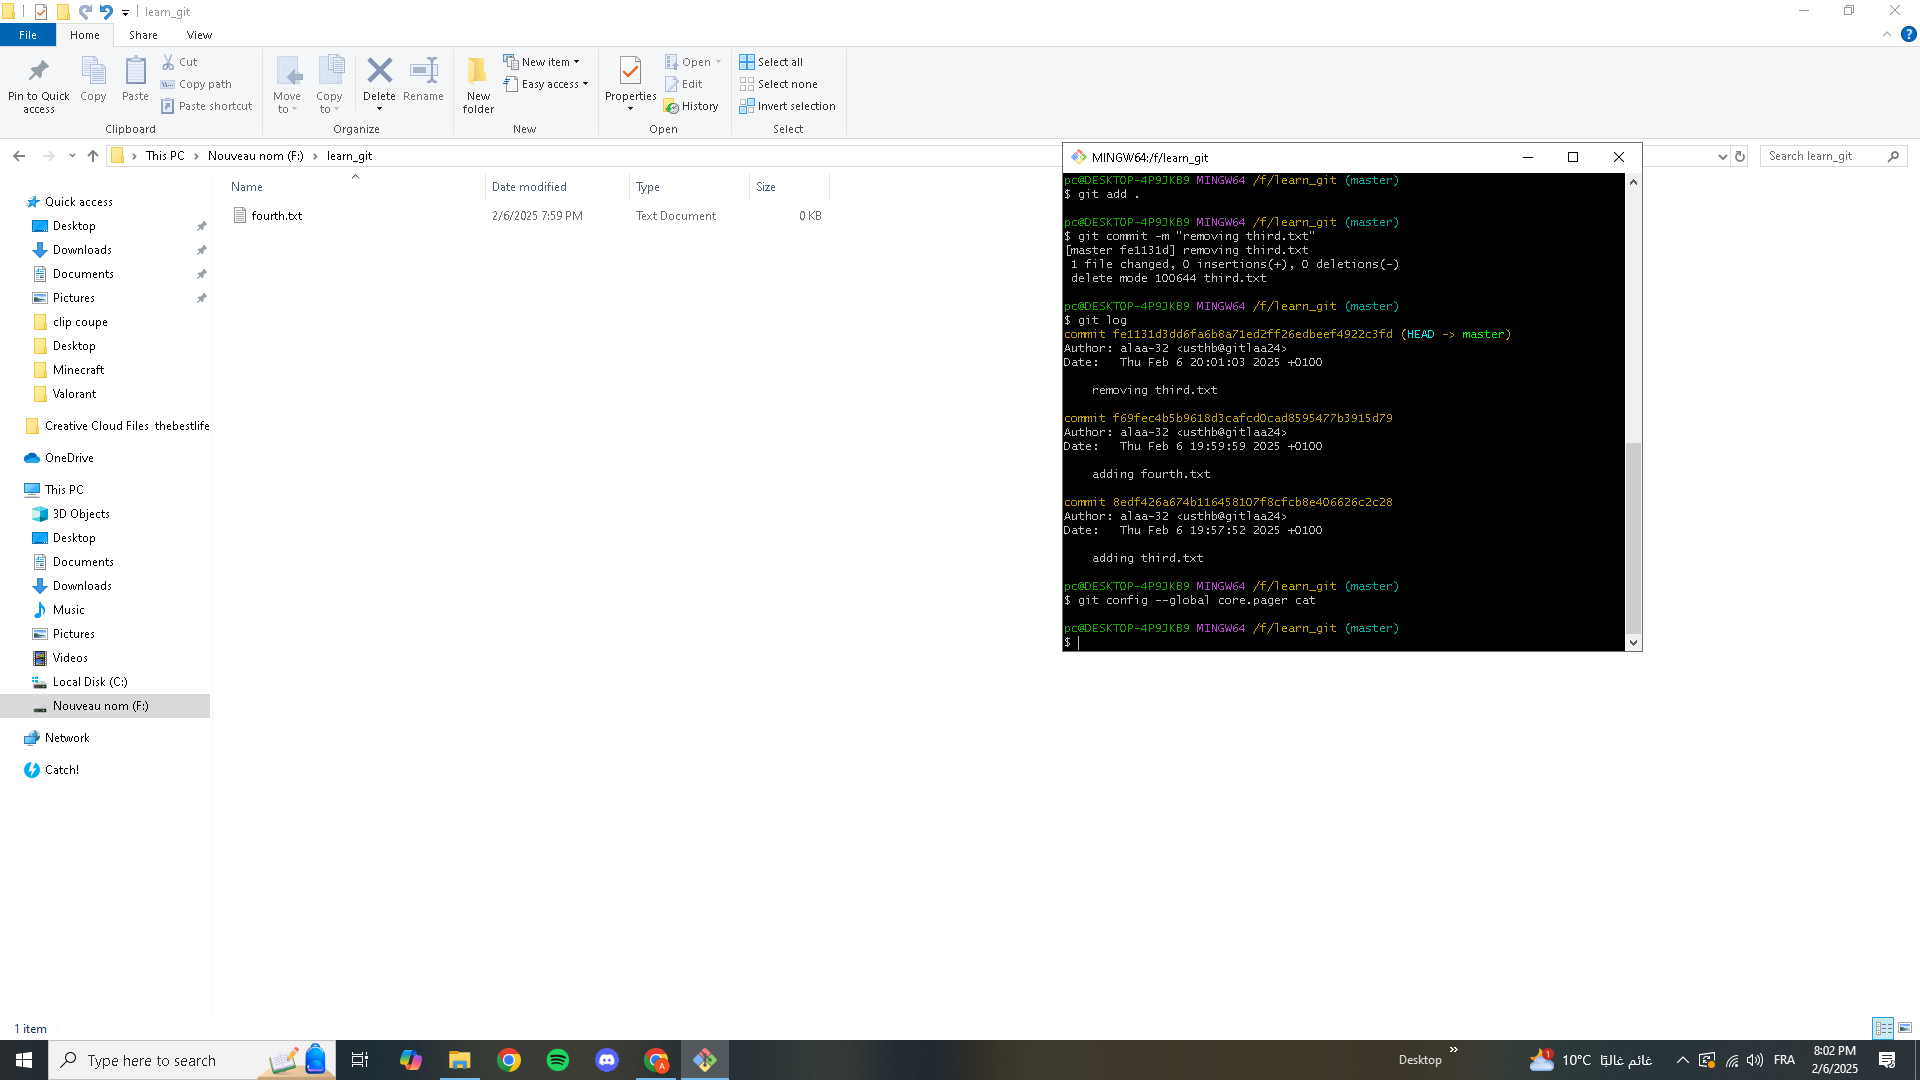 learn_git
File
Home
Share
View
Pin to Quick access
Copy
Paste
Cut
Copy path
Paste shortcut
Clipboard
Move to
Copy to
Delete
Rename
Organize
New folder
New item
Easy access
New
Properties
Open
Edit
History
Open
Select all
Select none
Invert selection
Select
This PC > Nouveau nom (F:) > learn_git
Search learn_git
Name Date modified Type Size
fourth.txt 2/6/2025 7:59 PM Text Document 0 KB
Quick access
Desktop
Downloads
Documents
Pictures
clip coupe
Desktop
Minecraft
Valorant
Creative Cloud Files thebestlife
OneDrive
This PC
3D Objects
Desktop
Documents
Downloads
Music
Pictures
Videos
Local Disk (C:)
Nouveau nom (F:)
Network
Catch!
MINGW64:/f/learn_git
pc@DESKTOP-4P9JKB9 MINGW64 /f/learn_git (master)
$ git add .
pc@DESKTOP-4P9JKB9 MINGW64 /f/learn_git (master)
$ git commit -m "removing third.txt"
[master fe1131d] removing third.txt
1 file changed, 0 insertions(+), 0 deletions(-)
delete mode 100644 third.txt
pc@DESKTOP-4P9JKB9 MINGW64 /f/learn_git (master)
$ git log
commit fe1131d3dd6fa6b8a71ed2ff26edbeef4922c3fd (HEAD -> master)
Author: alaa-32 <usthb@gitlaa24>
Date: Thu Feb 6 20:01:03 2025 +0100
removing third.txt
commit f69fec4b5b9618d3cafcd0cad8595477b3915d79
Author: alaa-32 <usthb@gitlaa24>
Date: Thu Feb 6 19:59:59 2025 +0100
adding fourth.txt
commit 8edf426a674b116458107f8cfcb8e406626c2c28
Author: alaa-32 <usthb@gitlaa24>
Date: Thu Feb 6 19:57:52 2025 +0100
adding third.txt
pc@DESKTOP-4P9JKB9 MINGW64 /f/learn_git (master)
$ git config --global core.pager cat
pc@DESKTOP-4P9JKB9 MINGW64 /f/learn_git (master)
$
1 item
Type here to search
A
Desktop
1
10°C غائم غالبًا
FRA
8:02 PM
2/6/2025